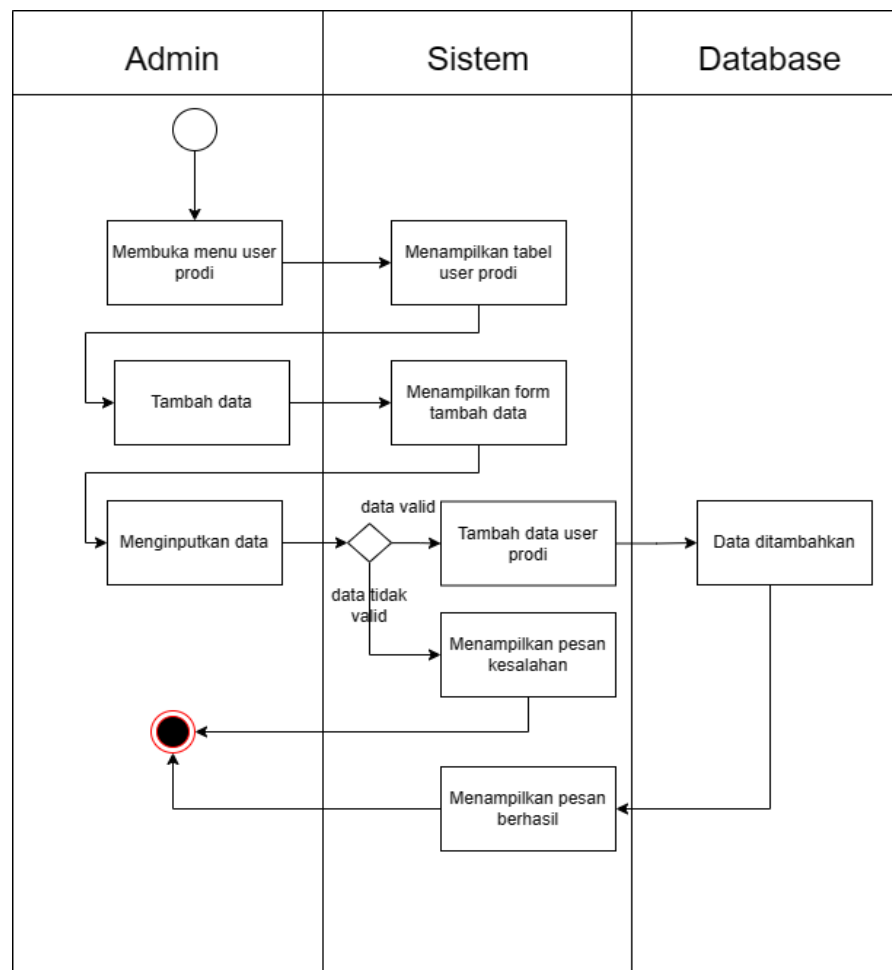 Admin
Sistem
Database
Membuka menu user
prodi
Menampilkan tabel
user prodi
Tambah data
Menampilkan form
tambah data
Menginputkan data
data valid
Tambah data user
prodi
Data ditambahkan
data tidak
valid
Menampilkan pesan
kesalahan
Menampilkan pesan
berhasil